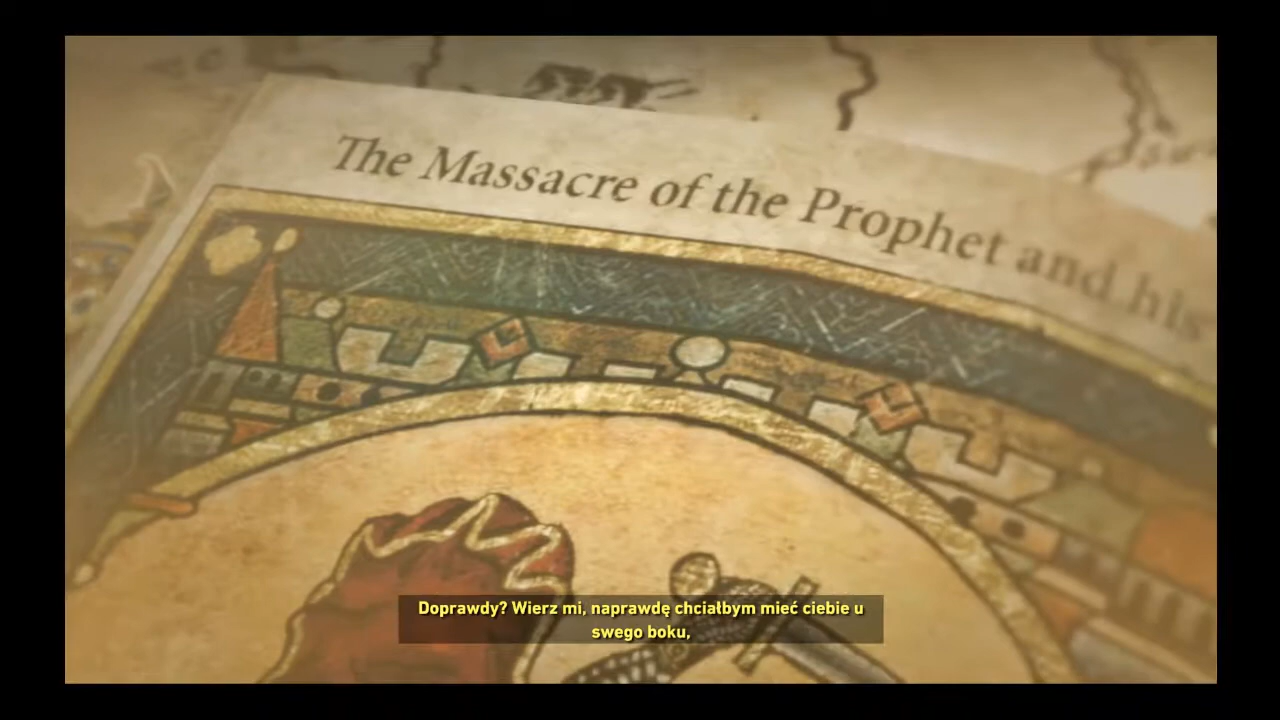 The Massacre of the Prophet and his
Doprawdy? Wierz mi, naprawdę chciałbym mieć ciebie u
swego boku,